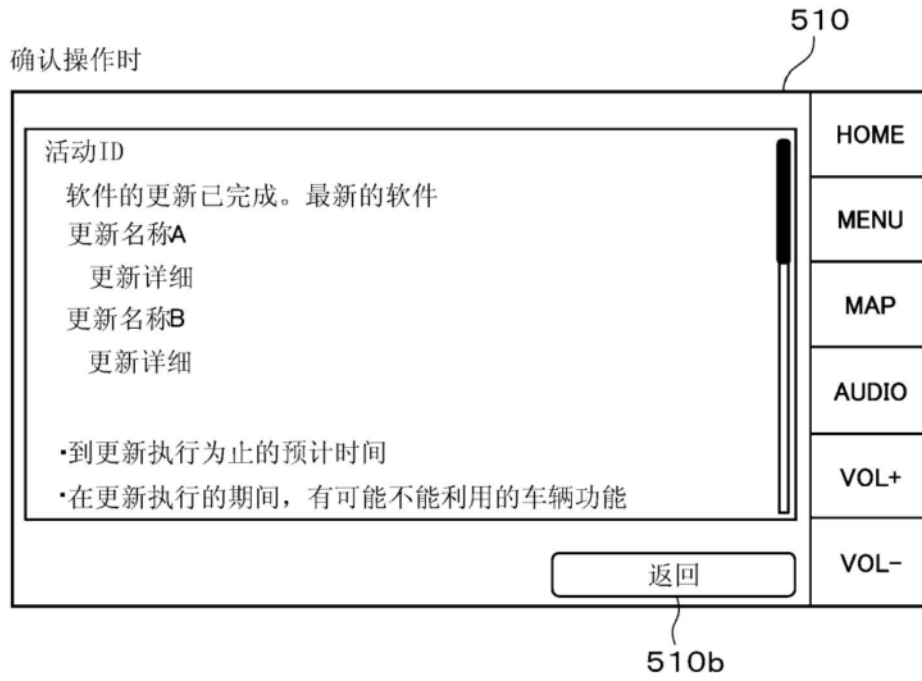 510
确认操作时
活动ID
软件的更新已完成。最新的软件
更新名称A
更新详细
更新名称B
更新详细
·到更新执行为止的预计时间
·在更新执行的期间，有可能不能利用的车辆功能
返回
HOME
MENU
MAP
AUDIO
VOL+
VOL-
510b